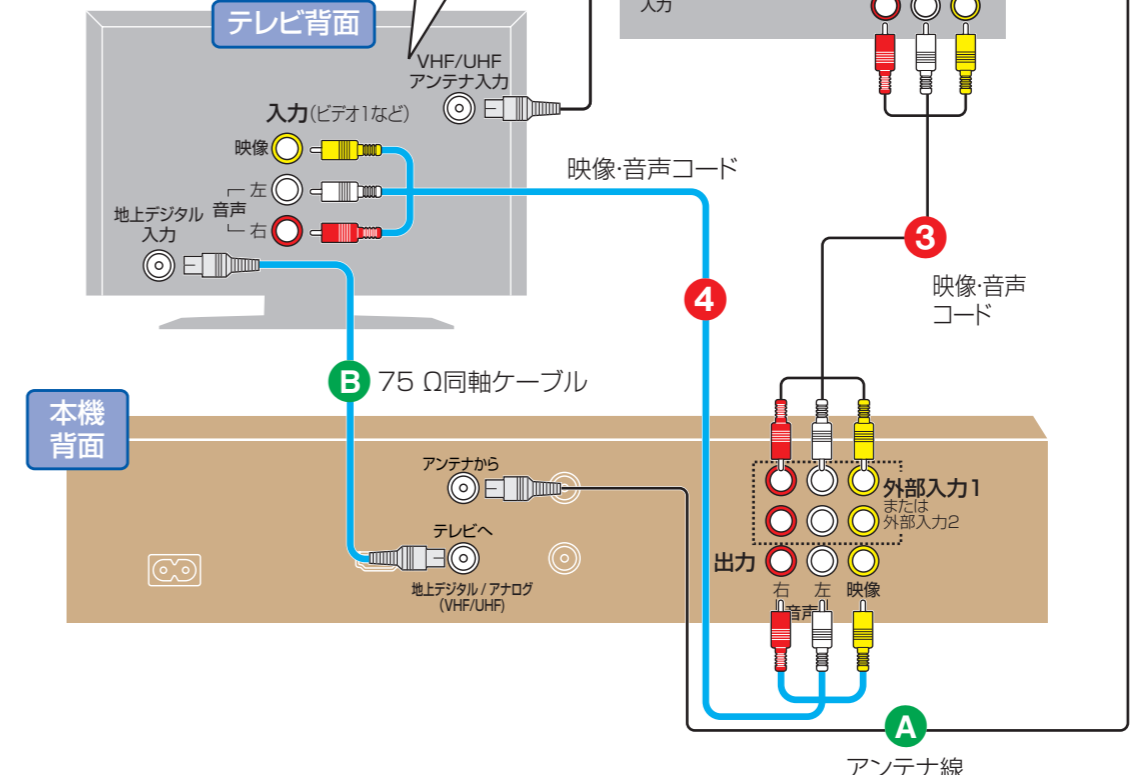 テレビ背面
入力
VHF/UHF
アンテナ入力
入力(ビデオ1など)
映像
左
音声
右
地上デジタル
入力
映像・音声コード
3
映像・音声
コード
4
B 75 Ω同軸ケーブル
本機
背面
アンテナから
テレビへ
地上デジタル / アナログ
(VHF/UHF)
外部入力1
または
外部入力2
出力
右 左 映像
音声
A
アンテナ線